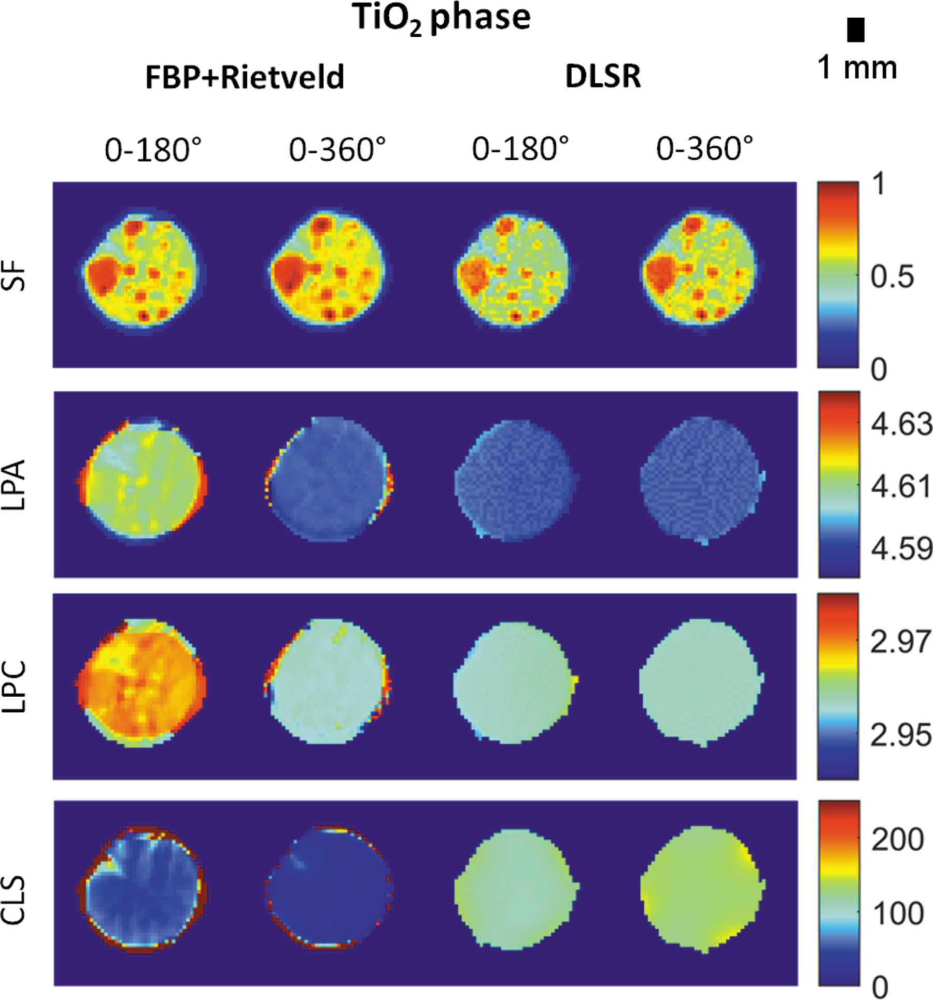 TiO₂ phase
1 mm
FBP+Rietveld
DLSR
0-180°
0-360°
0-180°
0-360°
SF
1
0.5
0
LPA
4.63
4.61
4.59
LPC
2.97
2.95
CLS
200
100
0